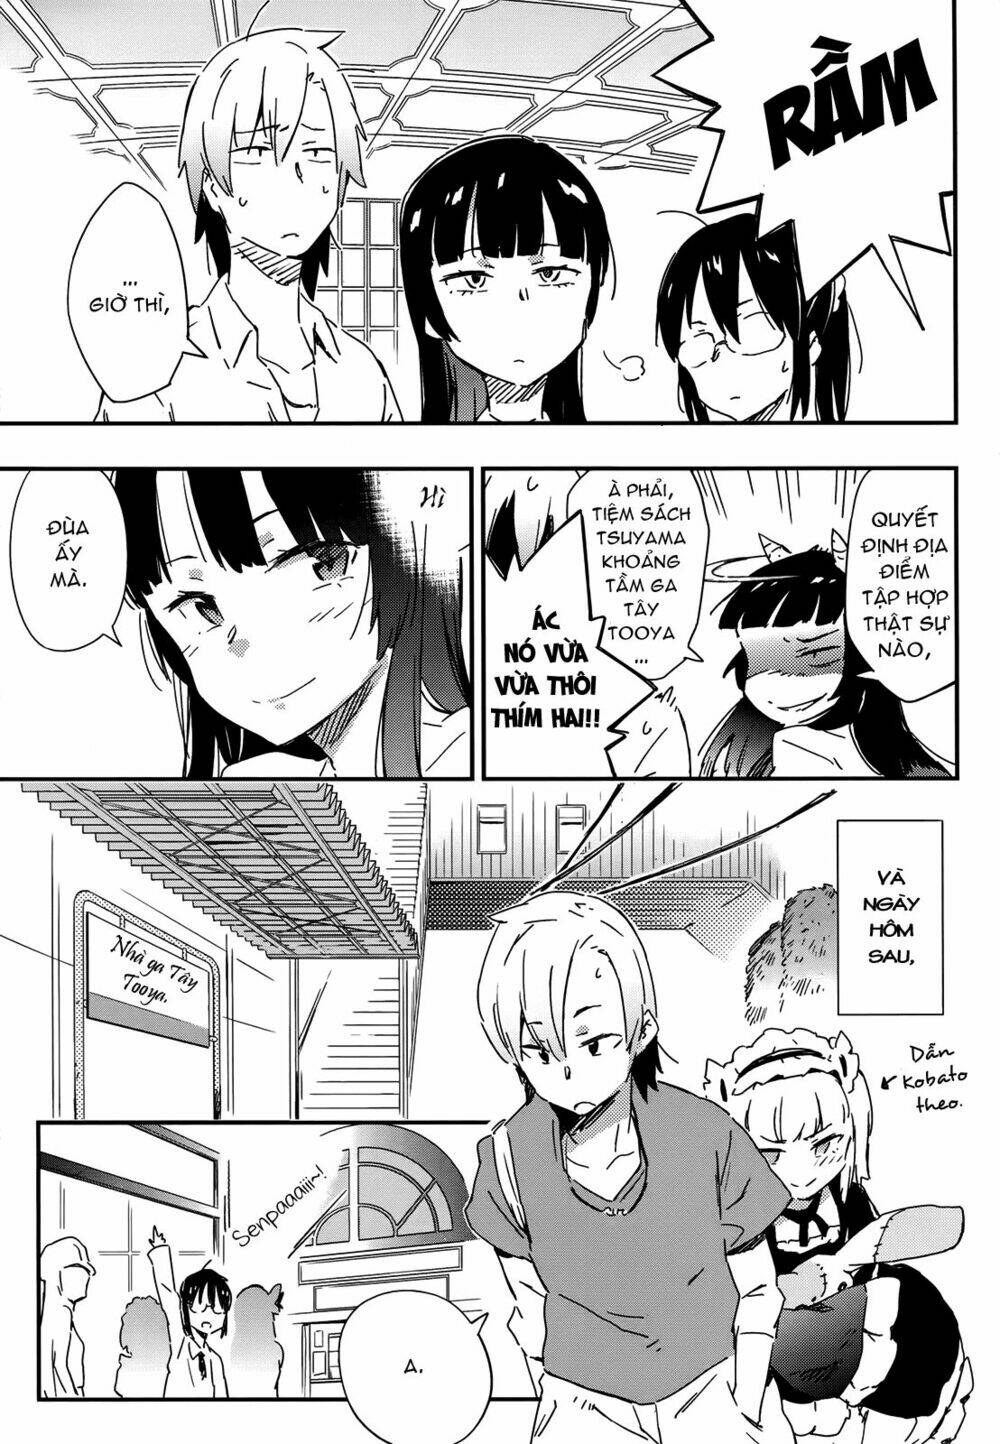 RẦM
...
GIỜ THÌ,
QUYẾT
ĐỊNH ĐỊA
ĐIỂM
TẬP HỢP
THẬT SỰ
NÀO,
À PHẢI,
TIỆM SÁCH
TSUYAMA
KHOẢNG
TẦM GA
TÂY
TOOYA
...
ÁC
NÓ VỪA
VỪA THÔI
THÍM HAI!!
Hì
ĐÙA
ẤY
MÀ.
VÀ
NGÀY
HÔM
SAU,
Nhà ga Tây
Tooya.
Dẫn
Kobato
theo.
Senpaaaiii~!
A.